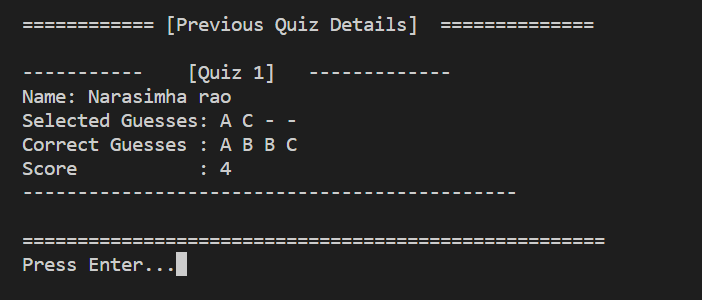 ============ [Previous Quiz Details]  ==============
-----------    [Quiz 1]   -------------
Name: Narasimha rao
Selected Guesses: A C - -
Correct Guesses : A B B C
Score           : 4
---------------------------------------------
=====================================================
Press Enter...